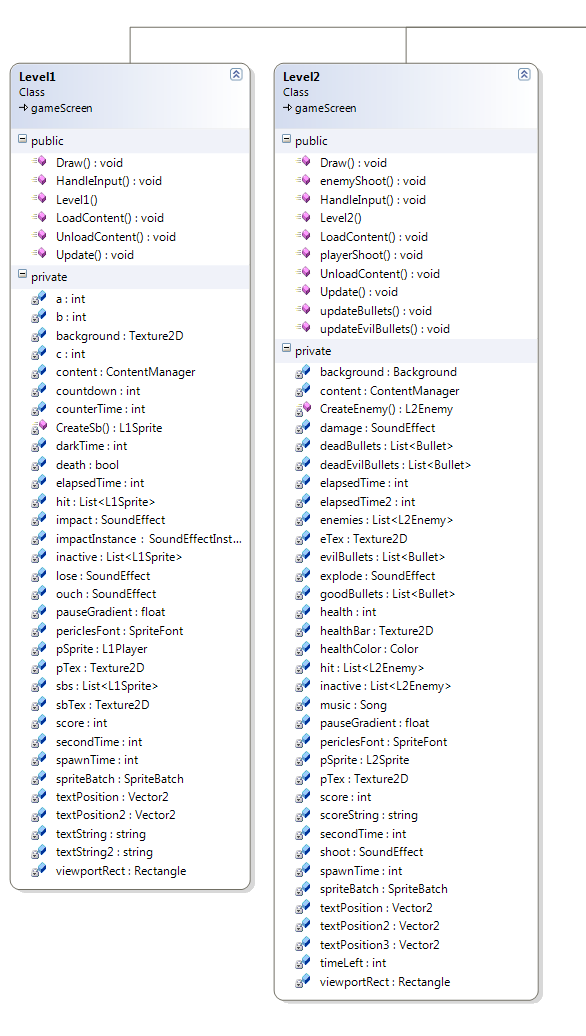 Level1
Class
gameScreen
public
Draw() : void
HandleInput() : void
Level1()
LoadContent() : void
UnloadContent() : void
Update() : void
private
a : int
b : int
background : Texture2D
c : int
content : ContentManager
countdown : int
counterTime : int
CreateSb() : L1Sprite
darkTime : int
death : bool
elapsedTime : int
hit : List<L1Sprite>
impact : SoundEffect
impactInstance : SoundEffectInst...
inactive : List<L1Sprite>
lose : SoundEffect
ouch : SoundEffect
pauseGradient : float
periclesFont : SpriteFont
pSprite : L1Player
pTex : Texture2D
sbs : List<L1Sprite>
sbTex : Texture2D
score : int
secondTime : int
spawnTime : int
spriteBatch : SpriteBatch
textPosition : Vector2
textPosition2 : Vector2
textString : string
textString2 : string
viewportRect : Rectangle
Level2
Class
gameScreen
public
Draw() : void
enemyShoot() : void
HandleInput() : void
Level2()
LoadContent() : void
playerShoot() : void
UnloadContent() : void
Update() : void
updateBullets() : void
updateEvilBullets() : void
private
background : Background
content : ContentManager
CreateEnemy() : L2Enemy
damage : SoundEffect
deadBullets : List<Bullet>
deadEvilBullets : List<Bullet>
elapsedTime : int
elapsedTime2 : int
enemies : List<L2Enemy>
eTex : Texture2D
evilBullets : List<Bullet>
explode : SoundEffect
goodBullets : List<Bullet>
health : int
healthBar : Texture2D
healthColor : Color
hit : List<L2Enemy>
inactive : List<L2Enemy>
music : Song
pauseGradient : float
periclesFont : SpriteFont
pSprite : L2Sprite
pTex : Texture2D
score : int
scoreString : string
secondTime : int
shoot : SoundEffect
spawnTime : int
spriteBatch : SpriteBatch
textPosition : Vector2
textPosition2 : Vector2
textPosition3 : Vector2
timeLeft : int
viewportRect : Rectangle